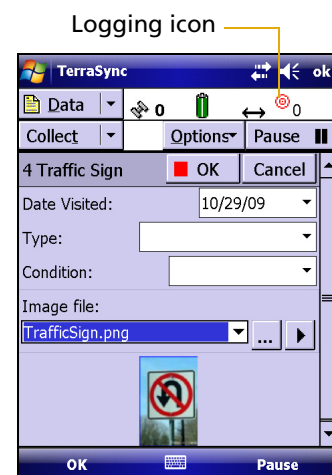 Logging icon
TerraSync ok
Data 0 0
Collect Options Pause
4 Traffic Sign OK Cancel
Date Visited: 10/29/09
Type:
Condition:
Image file:
TrafficSign.png ...
OK Pause